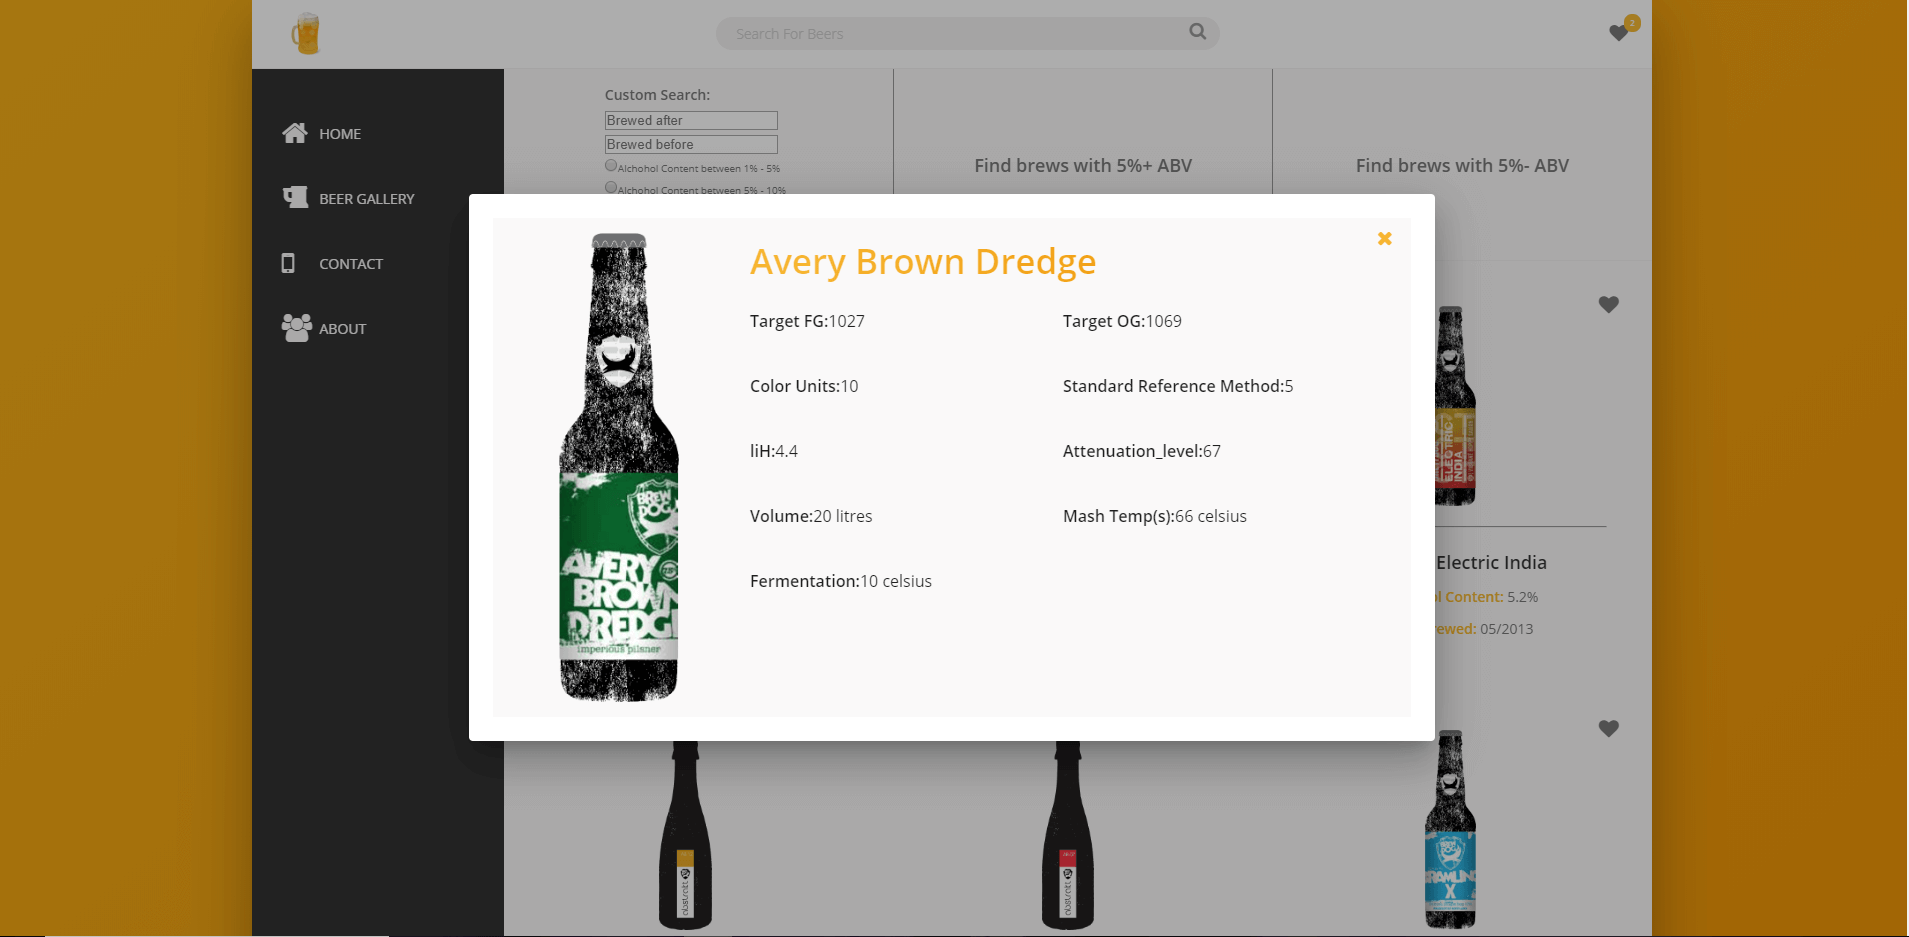 Search For Beers
2
HOME
BEER GALLERY
CONTACT
ABOUT
Custom Search:
Brewed after
Brewed before
Alchohol Content between 1% - 5%
Alchohol Content between 5% - 10%
Find brews with 5%+ ABV
Find brews with 5%- ABV
Avery Brown Dredge
Target FG:1027
Target OG:1069
Color Units:10
Standard Reference Method:5
liH:4.4
Attenuation_level:67
Volume:20 litres
Mash Temp(s):66 celsius
Fermentation:10 celsius
BREW
DOG
AVERY
BROWN
DREDGE
imperious pilsner
ELECTRIC
INDIA
Electric India
ol Content: 5.2%
ewed: 05/2013
abstrakt
abstrakt
BRAMLING
X